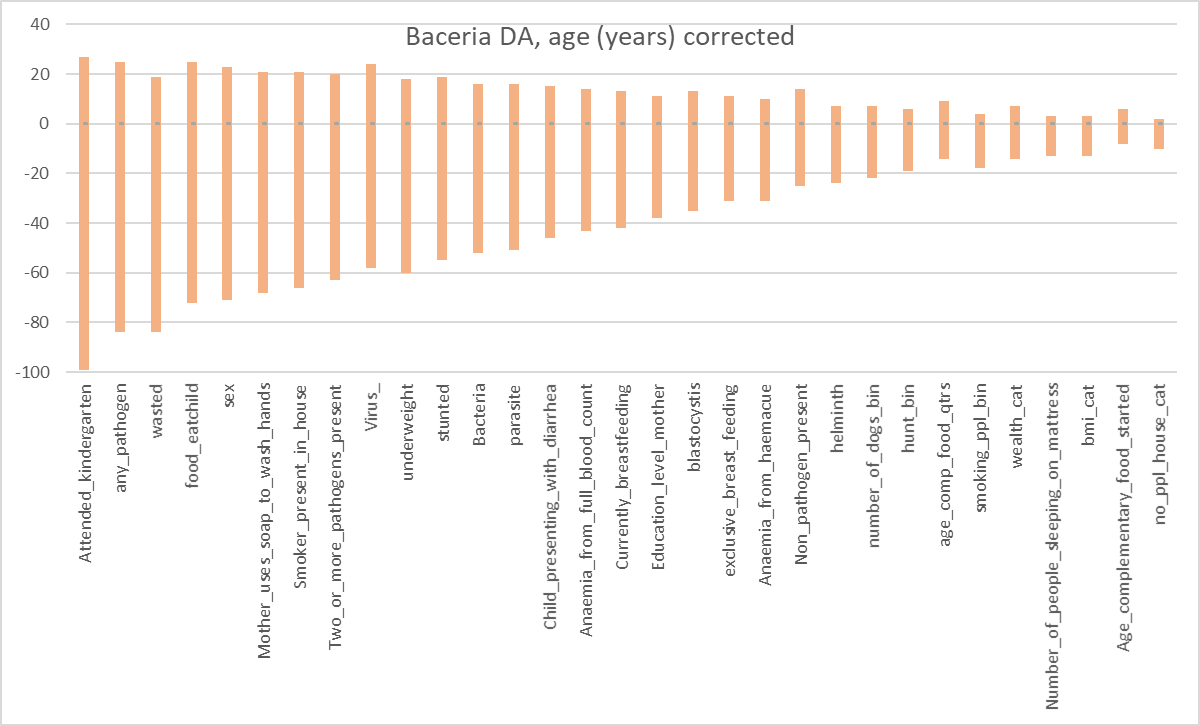 Baceria DA, age (years) corrected
40
20
0
-20
-40
-60
-80
-100
Attended_kindergarten
any_pathogen
wasted
food_eatchild
sex
Mother_uses_soap_to_wash_hands
Smoker_present_in_house
Two_or_more_pathogens_present
Virus_
underweight
stunted
Bacteria
parasite
Child_presenting_with_diarrhea
Anaemia_from_full_blood_count
Currently_breastfeeding
Education_level_mother
blastocystis
exclusive_breast_feeding
Anaemia_from_haemacue
Non_pathogen_present
helminth
number_of_dogs_bin
hunt_bin
age_comp_food_qtrs
smoking_ppl_bin
wealth_cat
Number_of_people_sleeping_on_mattress
bmi_cat
Age_complementary_food_started
no_ppl_house_cat